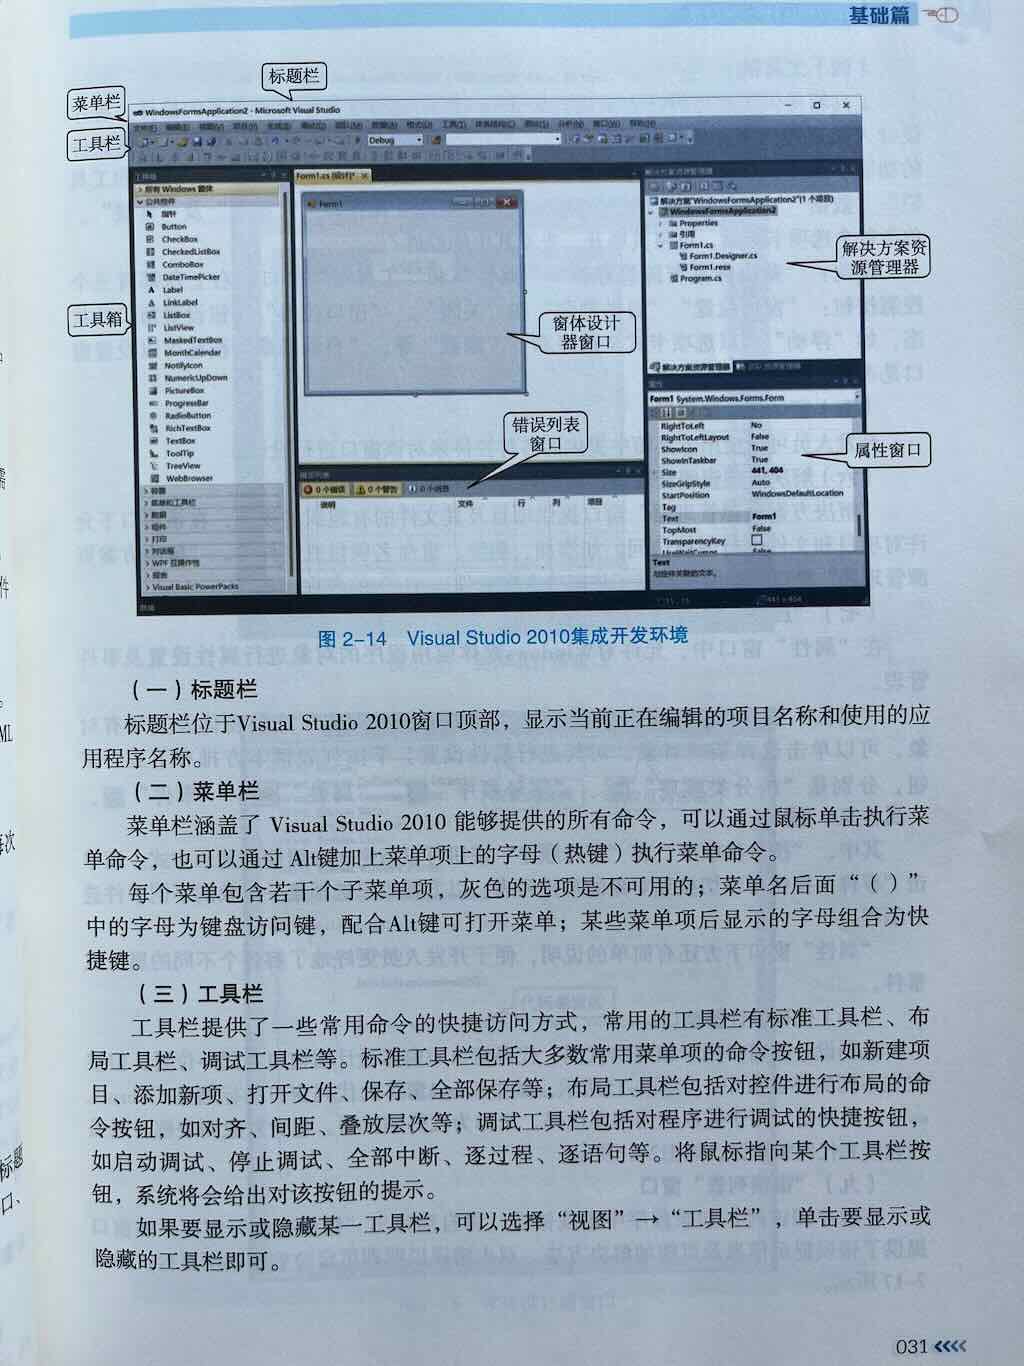 基础篇
标题栏
菜单栏
WindowsFormsApplication2 - Microsoft Visual Studio
工具栏
Debug
Form1.cs [设计]*
所有 Windows 窗体
公共控件
指针
Button
CheckBox
CheckedListBox
ComboBox
DateTimePicker
Label
LinkLabel
ListBox
ListView
MaskedTextBox
MonthCalendar
NotifyIcon
NumericUpDown
PictureBox
ProgressBar
RadioButton
RichTextBox
TextBox
ToolTip
TreeView
WebBrowser
容器
菜单和工具栏
数据
组件
打印
对话框
WPF 互操作性
报告
Visual Basic PowerPacks
工具箱
Form1
窗体设计
器窗口
错误列表
窗口
0 个错误
0 个警告
0 个消息
说明
文件
行
列
项目
解决方案资源管理器
解决方案"WindowsFormsApplication2"(1 个项目)
WindowsFormsApplication2
Properties
引用
Form1.cs
Form1.Designer.cs
Form1.resx
Program.cs
解决方案资
源管理器
解决方案资源管理器
属性
Form1 System.Windows.Forms.Form
RightToLeft No
RightToLeftLayout False
ShowIcon True
ShowInTaskbar True
Size 441, 404
SizeGripStyle Auto
StartPosition WindowsDefaultLocation
Tag
Text Form1
TopMost False
TransparencyKey
UseWaitCursor False
Text
与控件关联的文本。
属性窗口
图 2-14 Visual Studio 2010集成开发环境
（一）标题栏
标题栏位于Visual Studio 2010窗口顶部，显示当前正在编辑的项目名称和使用的应
用程序名称。
（二）菜单栏
菜单栏涵盖了 Visual Studio 2010 能够提供的所有命令，可以通过鼠标单击执行菜
单命令，也可以通过 Alt键加上菜单项上的字母（热键）执行菜单命令。
每个菜单包含若干个子菜单项，灰色的选项是不可用的；菜单名后面“（）”
中的字母为键盘访问键，配合Alt键可打开菜单；某些菜单项后显示的字母组合为快
捷键。
（三）工具栏
工具栏提供了一些常用命令的快捷访问方式，常用的工具栏有标准工具栏、布
局工具栏、调试工具栏等。标准工具栏包括大多数常用菜单项的命令按钮，如新建项
目、添加新项、打开文件、保存、全部保存等；布局工具栏包括对控件进行布局的命
令按钮，如对齐、间距、叠放层次等；调试工具栏包括对程序进行调试的快捷按钮，
如启动调试、停止调试、全部中断、逐过程、逐语句等。将鼠标指向某个工具栏按
钮，系统将会给出对该按钮的提示。
如果要显示或隐藏某一工具栏，可以选择“视图”→“工具栏”，单击要显示或
隐藏的工具栏即可。
031